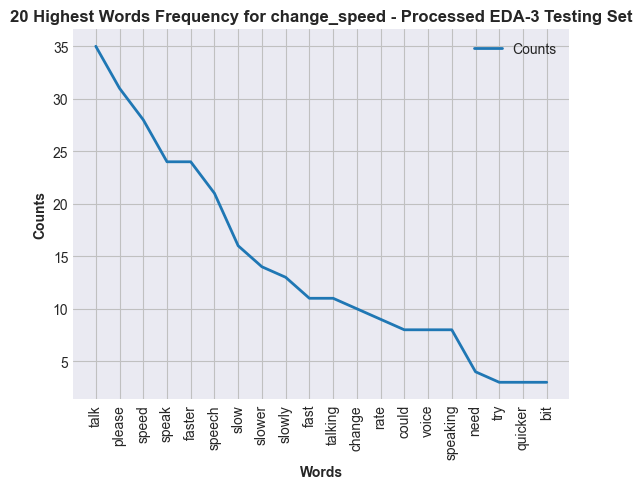 20 Highest Words Frequency for change_speed - Processed EDA-3 Testing Set
Counts
35
30
25
20
15
10
5
Counts
talk
please
speed
speak
faster
speech
slow
slower
slowly
fast
talking
change
rate
could
voice
speaking
need
try
quicker
bit
Words